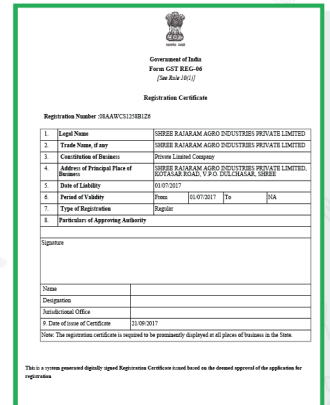 Government of India
Form GST REG-06
[See Rule 10(1)]
Registration Certificate
Registration Number :08AAWCS1258B1Z6
1. Legal Name SHREE RAJARAM AGRO INDUSTRIES PRIVATE LIMITED
2. Trade Name, if any SHREE RAJARAM AGRO INDUSTRIES PRIVATE LIMITED
3. Constitution of Business Private Limited Company
4. Address of Principal Place of Business SHREE RAJARAM AGRO INDUSTRIES PRIVATE LIMITED,
KOTASAR ROAD, V.P.O. DULCHASAR, SHREE
5. Date of Liability 01/07/2017
6. Period of Validity From 01/07/2017 To NA
7. Type of Registration Regular
8. Particulars of Approving Authority
Signature
Name
Designation
Jurisdictional Office
9. Date of issue of Certificate 21/09/2017
Note: The registration certificate is required to be prominently displayed at all places of business in the State.
This is a system generated digitally signed Registration Certificate issued based on the deemed approval of the application for
registration